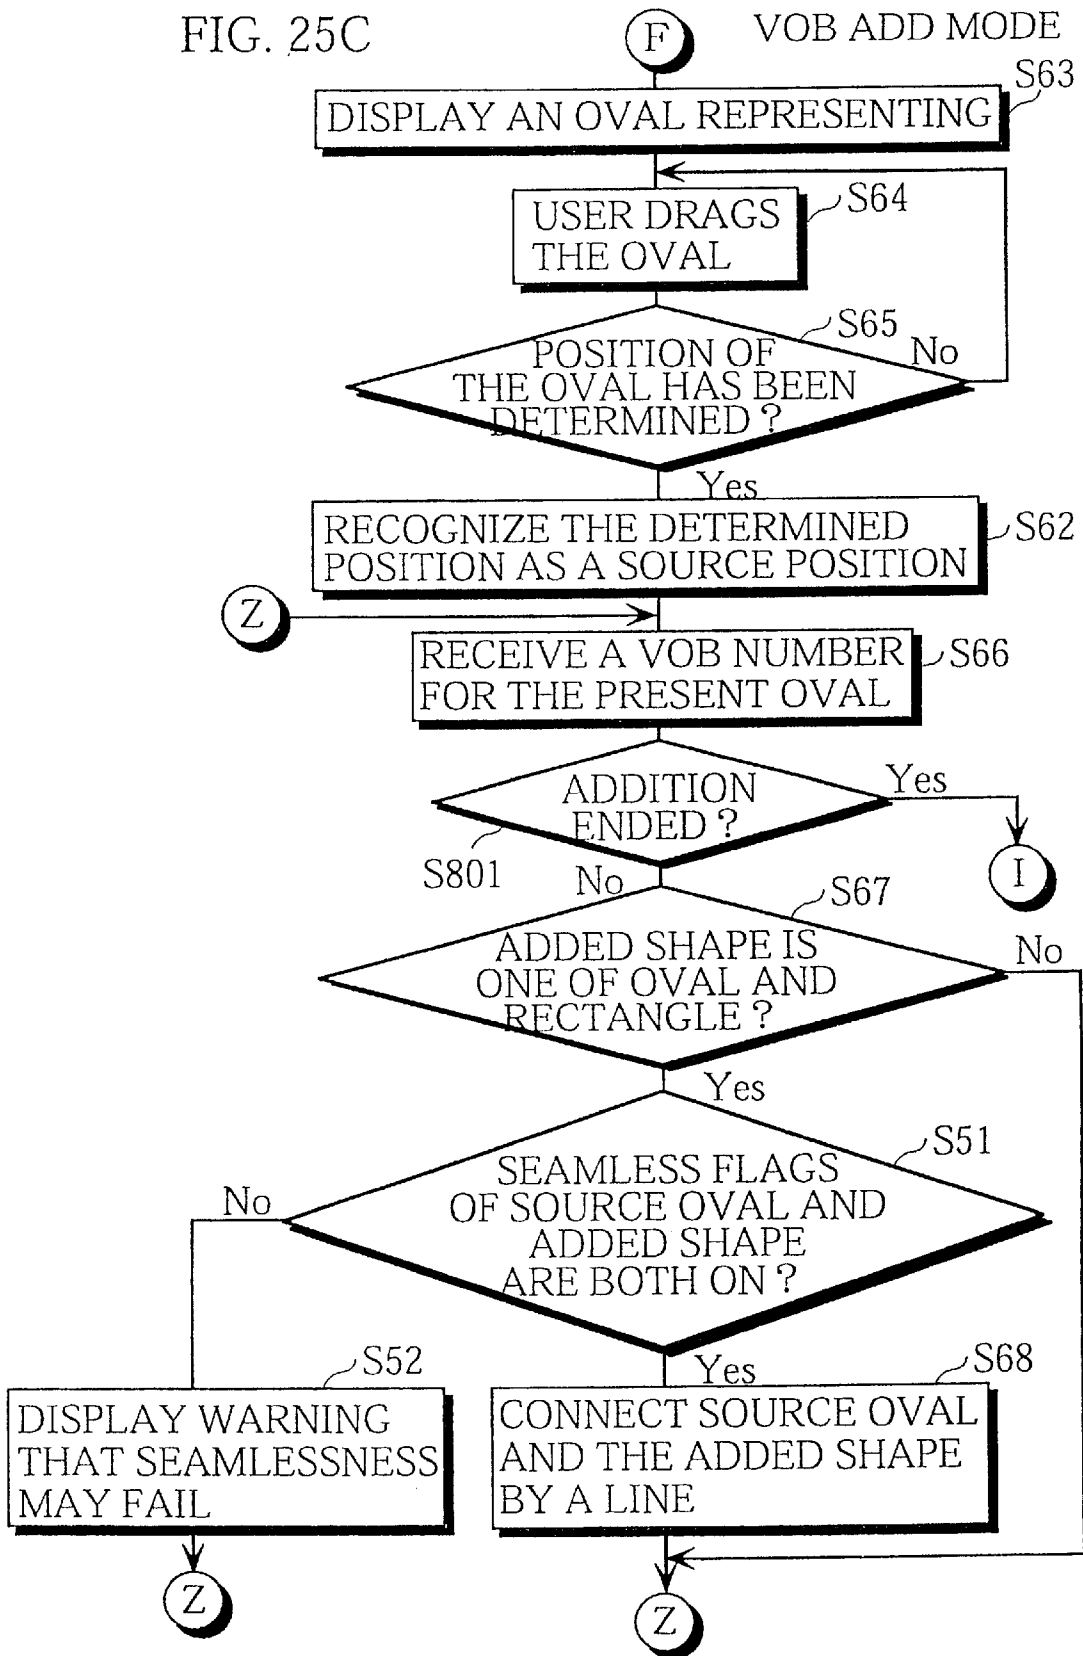 FIG. 25C
F
VOB ADD MODE
S63
DISPLAY AN OVAL REPRESENTING
S64
USER DRAGS
THE OVAL
S65
No
POSITION OF
THE OVAL HAS BEEN
DETERMINED ?
Yes
S62
RECOGNIZE THE DETERMINED
POSITION AS A SOURCE POSITION
Z
S66
RECEIVE A VOB NUMBER
FOR THE PRESENT OVAL
Yes
ADDITION
ENDED ?
S801
I
No
S67
No
ADDED SHAPE IS
ONE OF OVAL AND
RECTANGLE ?
Yes
S51
No
SEAMLESS FLAGS
OF SOURCE OVAL AND
ADDED SHAPE
ARE BOTH ON ?
S52
Yes
S68
DISPLAY WARNING
THAT SEAMLESSNESS
MAY FAIL
CONNECT SOURCE OVAL
AND THE ADDED SHAPE
BY A LINE
Z
Z